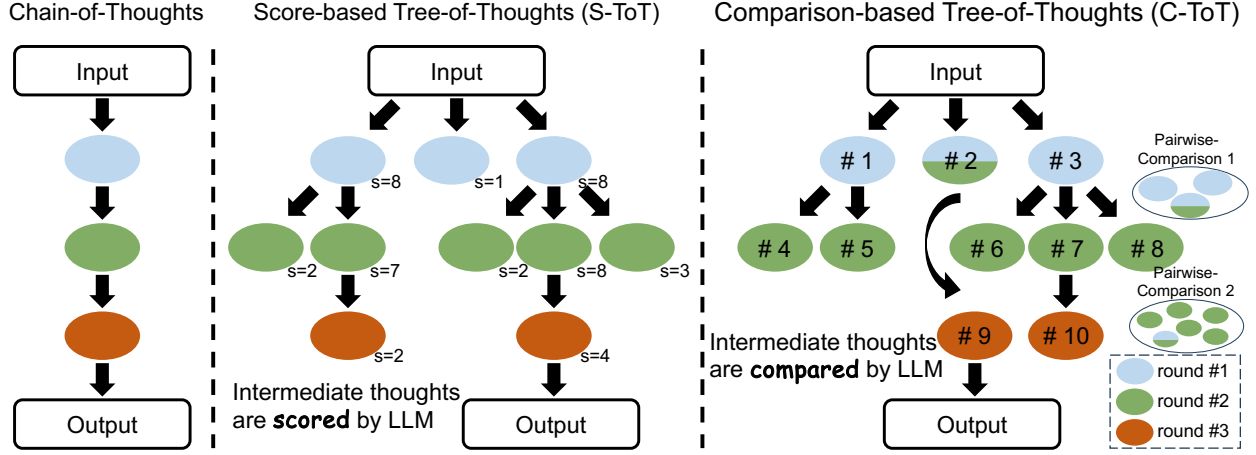 Chain-of-Thoughts
Input
Output
Score-based Tree-of-Thoughts (S-ToT)
Input
s=8
s=1
s=8
s=2
s=7
s=2
s=8
s=3
s=2
s=4
Intermediate thoughts
are scored by LLM
Output
Comparison-based Tree-of-Thoughts (C-ToT)
Input
# 1
# 2
# 3
Pairwise-
Comparison 1
# 4
# 5
# 6
# 7
# 8
Pairwise-
Comparison 2
# 9
# 10
Intermediate thoughts
are compared by LLM
Output
round #1
round #2
round #3